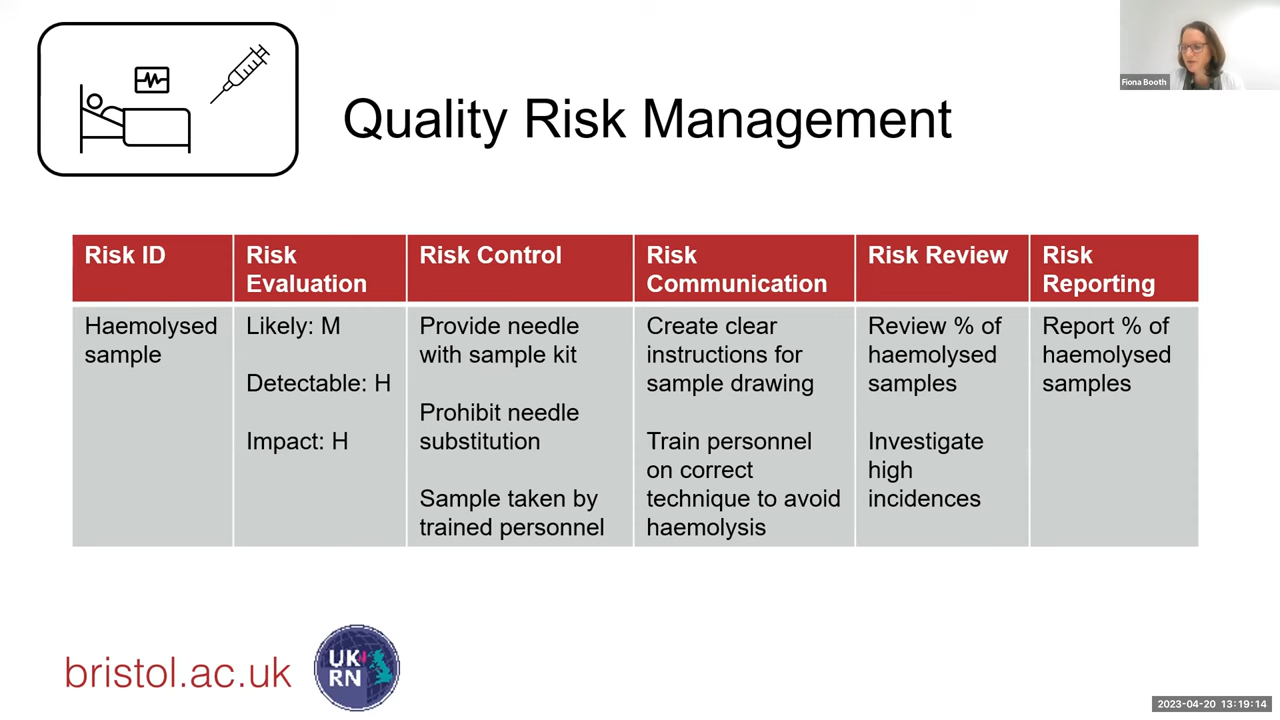 Fiona Booth
Quality Risk Management
Risk ID
Risk
Evaluation
Risk Control
Risk
Communication
Risk Review
Risk
Reporting
Haemolysed
sample
Likely: M
Detectable: H
Impact: H
Provide needle
with sample kit
Prohibit needle
substitution
Sample taken by
trained personnel
Create clear
instructions for
sample drawing
Train personnel
on correct
technique to avoid
haemolysis
Review % of
haemolysed
samples
Investigate
high
incidences
Report % of
haemolysed
samples
bristol.ac.uk
UK
RN
2023-04-20 13:19:14